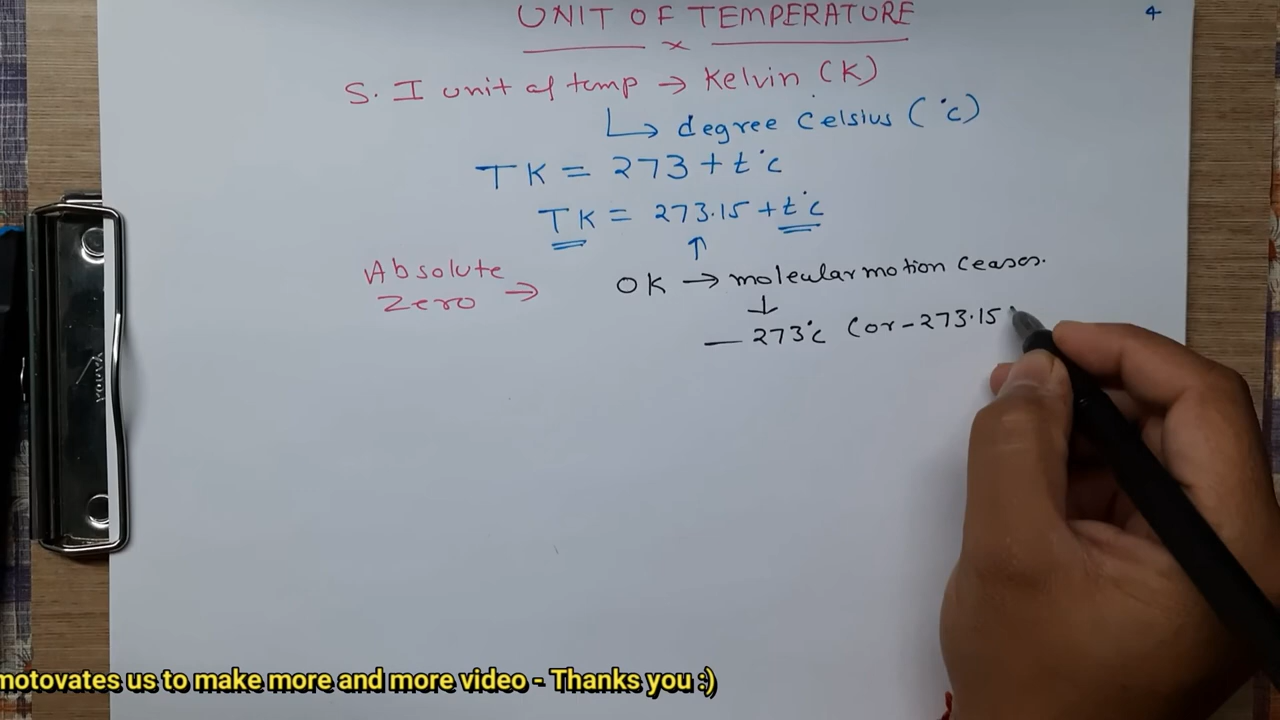 UNIT OF TEMPERATURE
4
S. I unit of temp → Kelvin (K)
↳ degree Celsius (°c)
TK = 273 + t°c
TK = 273.15 + t°c
↑
Absolute Zero →
OK → molecular motion ceases.
↓
— 273°c (or - 273.15°
motovates us to make more and more video - Thanks you :)